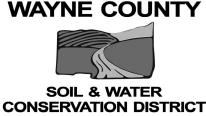 WAYNE COUNTY
SOIL & WATER
CONSERVATION DISTRICT